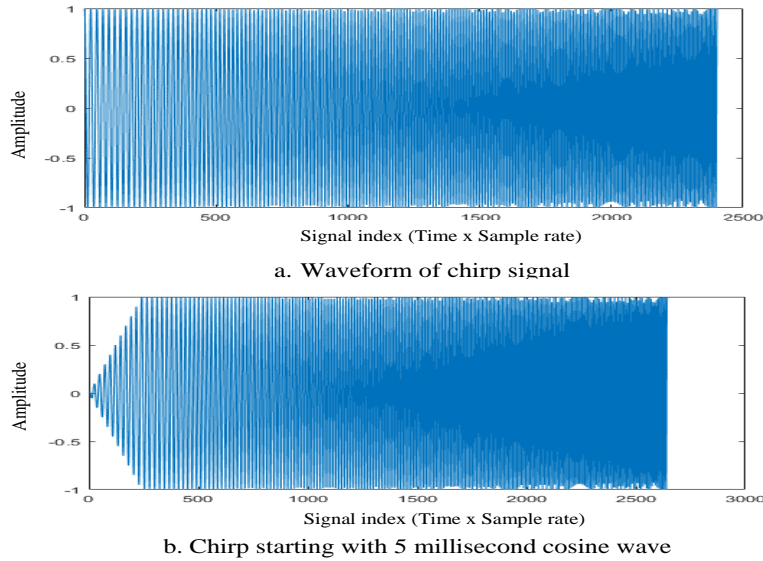 1
0.5
0
-0.5
-1
Amplitude
0 500 1000 1500 2000 2500
Signal index (Time x Sample rate)
a. Waveform of chirp signal
1
0.5
0
-0.5
-1
Amplitude
0 500 1000 1500 2000 2500 3000
Signal index (Time x Sample rate)
b. Chirp starting with 5 millisecond cosine wave